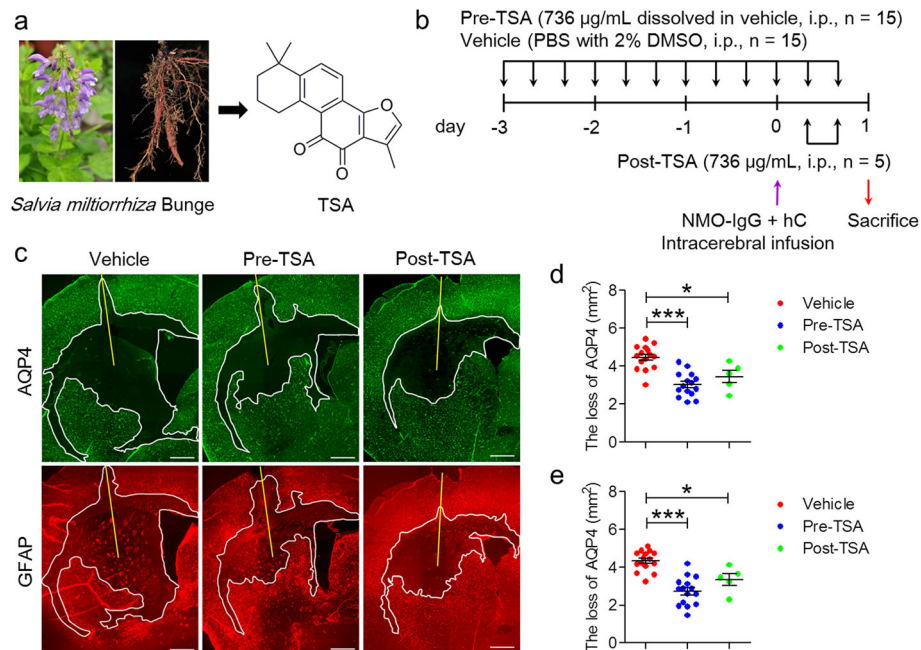 a
Salvia miltiorrhiza Bunge
O
O
O
TSA
b
Pre-TSA (736 µg/mL dissolved in vehicle, i.p., n = 15)
Vehicle (PBS with 2% DMSO, i.p., n = 15)
day
-3
-2
-1
0
1
Post-TSA (736 µg/mL, i.p., n = 5)
NMO-IgG + hC
Intracerebral infusion
Sacrifice
c
Vehicle
Pre-TSA
Post-TSA
AQP4
GFAP
d
The loss of AQP4 (mm²)
8
6
4
2
0
***
*
Vehicle
Pre-TSA
Post-TSA
e
The loss of AQP4 (mm²)
8
6
4
2
0
***
*
Vehicle
Pre-TSA
Post-TSA